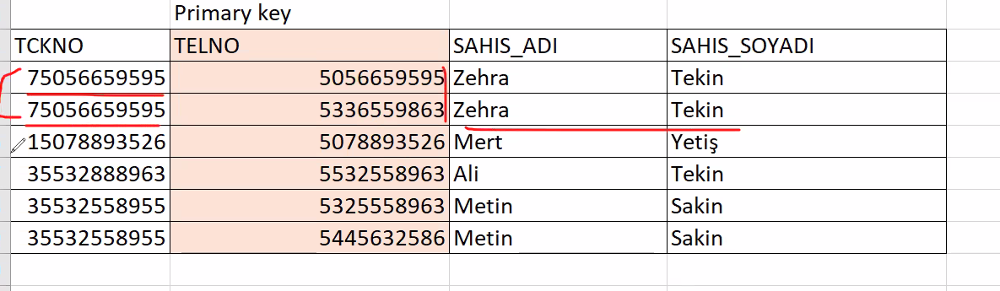 Primary key
TCKNO TELNO SAHIS_ADI SAHIS_SOYADI
75056659595 5056659595 Zehra Tekin
75056659595 5336559863 Zehra Tekin
15078893526 5078893526 Mert Yetiş
35532888963 5532558963 Ali Tekin
35532558955 5325558963 Metin Sakin
35532558955 5445632586 Metin Sakin